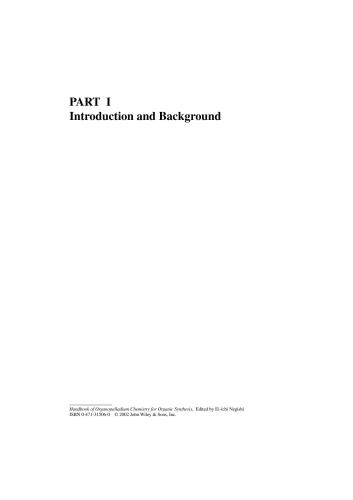 PART I
Introduction and Background
Handbook of Organopalladium Chemistry for Organic Synthesis, Edited by Ei-ichi Negishi
ISBN 0-471-31506-0 © 2002 John Wiley & Sons, Inc.